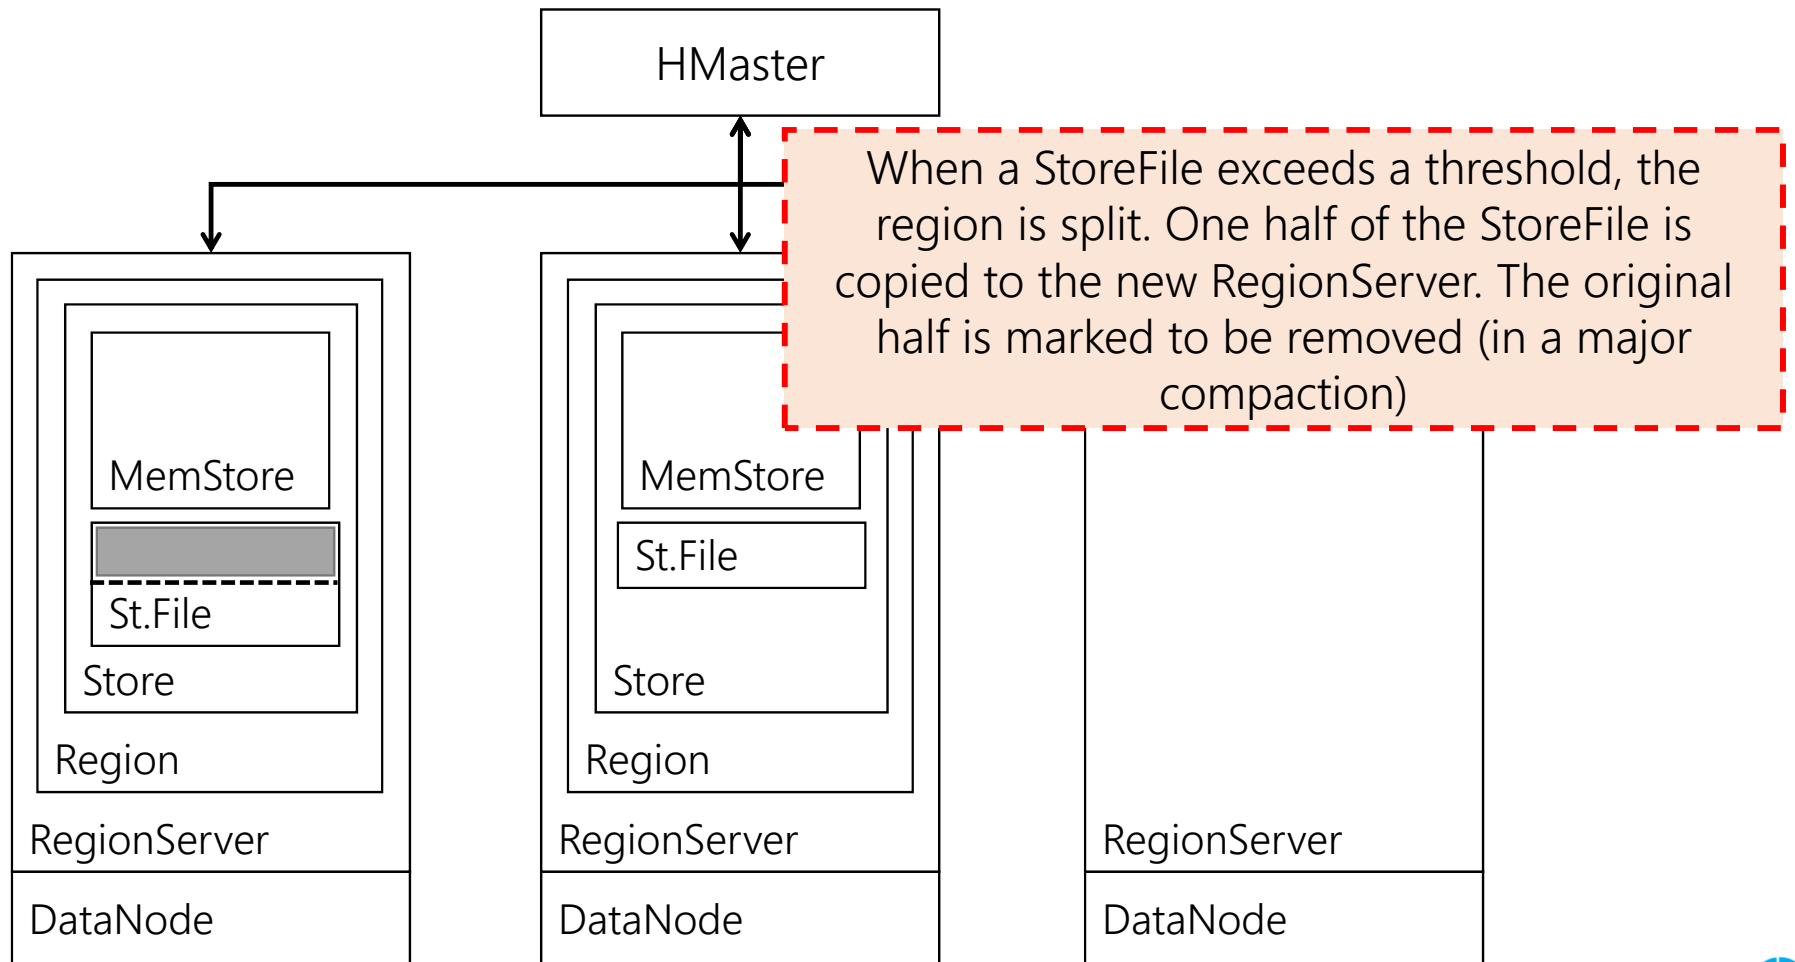 HMaster
When a StoreFile exceeds a threshold, the
region is split. One half of the StoreFile is
copied to the new RegionServer. The original
half is marked to be removed (in a major
compaction)
MemStore
St.File
Store
Region
RegionServer
DataNode
MemStore
St.File
Store
Region
RegionServer
DataNode
RegionServer
DataNode